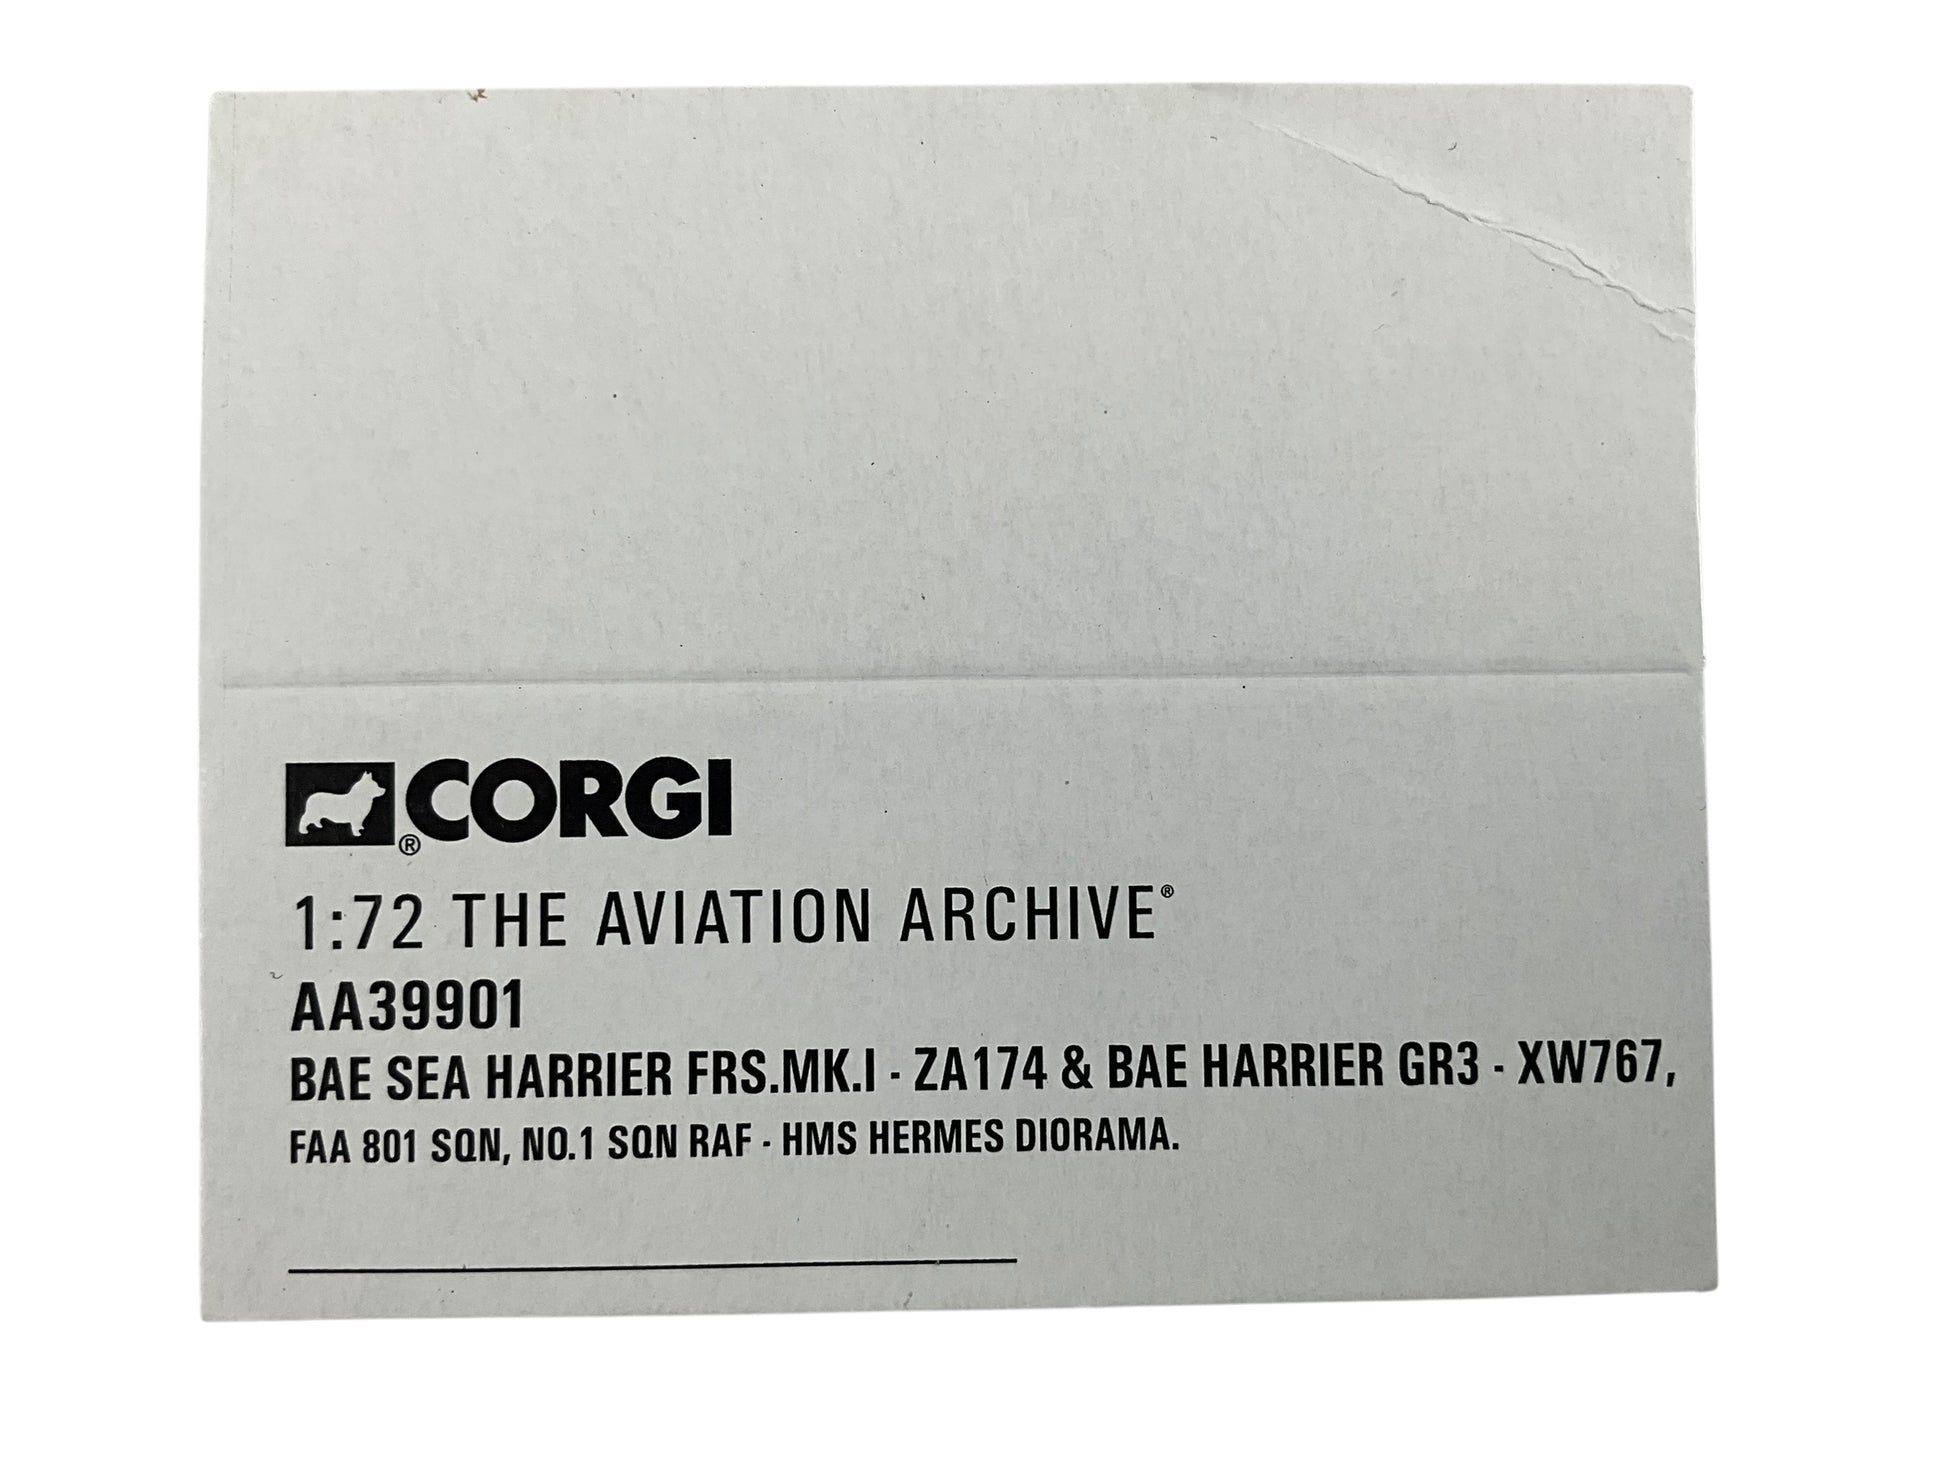 ® CORGI
1:72 THE AVIATION ARCHIVE®
AA39901
BAE SEA HARRIER FRS.MK.I - ZA174 & BAE HARRIER GR3 - XW767,
FAA 801 SQN, NO.1 SQN RAF - HMS HERMES DIORAMA.